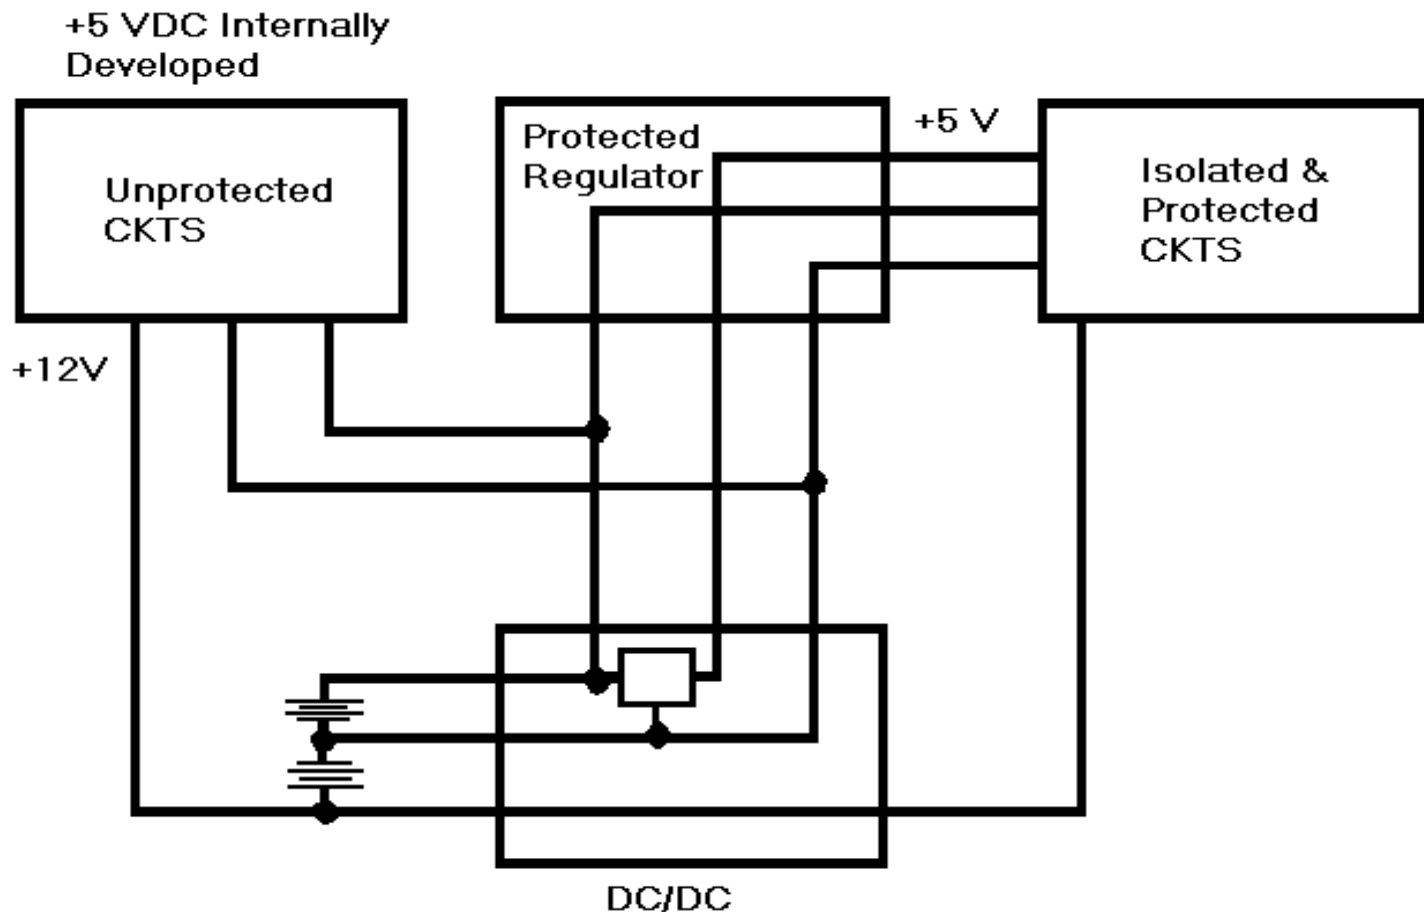 +5 VDC Internally
Developed
Unprotected
CKTS
Protected
Regulator
+5 V
Isolated &
Protected
CKTS
+12V
DC/DC